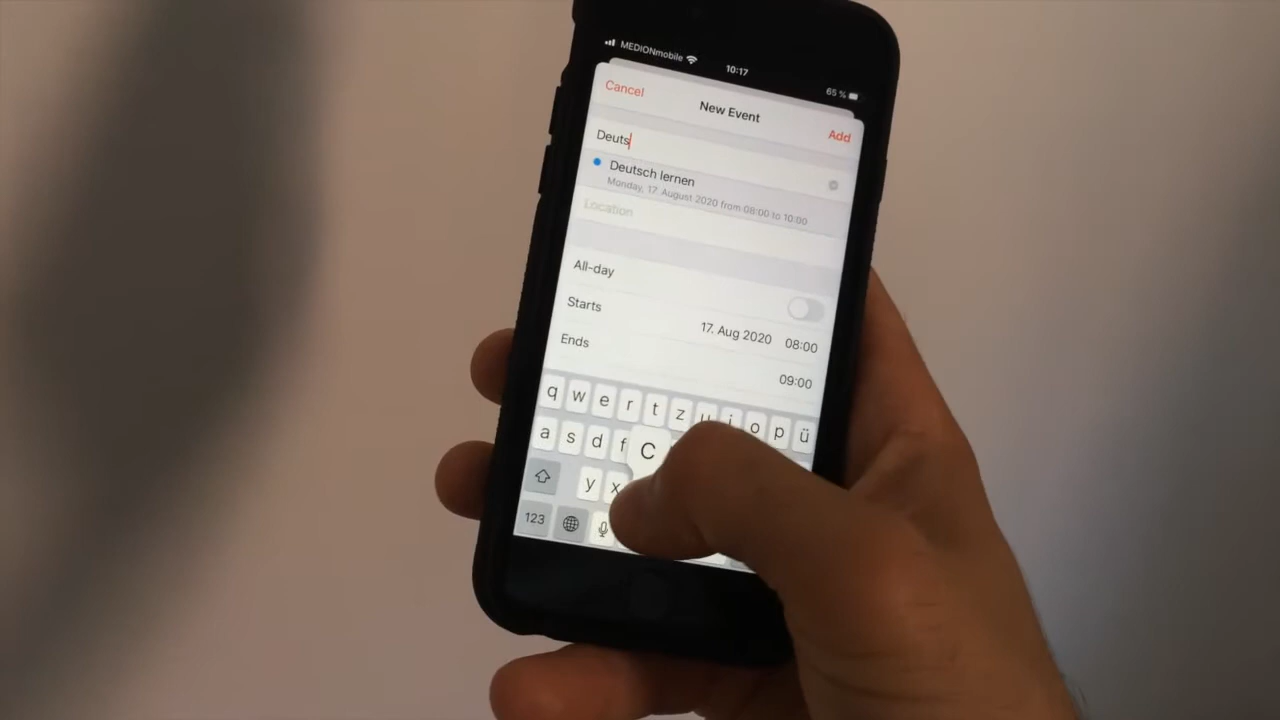 MEDIONmobile 10:17 65 %
Cancel New Event Add
Deuts
Deutsch lernen
Monday, 17. August 2020 from 08:00 to 10:00
Location
All-day
Starts 17. Aug 2020 08:00
Ends 09:00
q w e r t z u i o p ü
a s d f C
y x
123